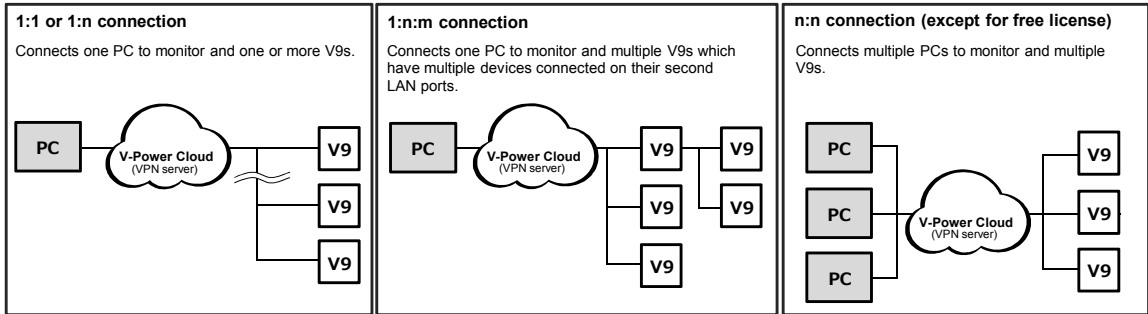 1:1 or 1:n connection
Connects one PC to monitor and one or more V9s.
PC
V-Power Cloud
(VPN server)
V9
V9
V9
1:n:m connection
Connects one PC to monitor and multiple V9s which
have multiple devices connected on their second
LAN ports.
PC
V-Power Cloud
(VPN server)
V9
V9
V9
V9
V9
n:n connection (except for free license)
Connects multiple PCs to monitor and multiple
V9s.
PC
PC
PC
V-Power Cloud
(VPN server)
V9
V9
V9